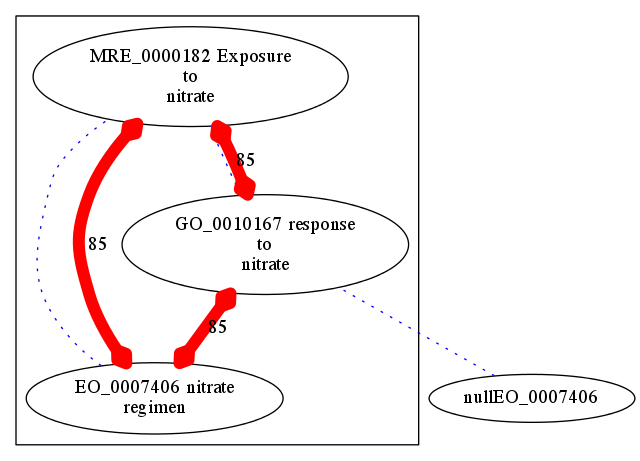 MRE_0000182 Exposure
to
nitrate
85
GO_0010167 response
to
nitrate
85
85
EO_0007406 nitrate
regimen
nullEO_0007406